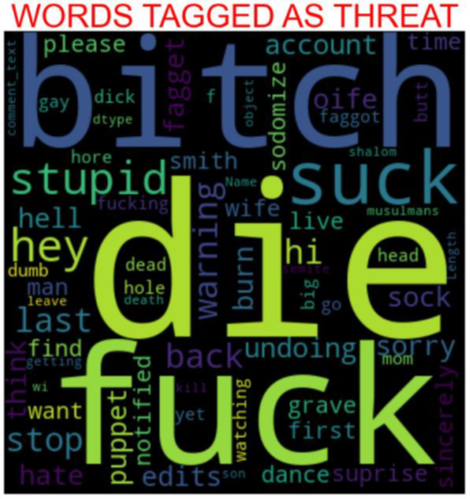 WORDS TAGGED AS THREAT
comment_text
please
fagget
account
time
bitch
gay
dick
f
object
sodomize
oife
butt
dtype
faggot
hore
smith
shalom
stupid
suck
fucking
warning
Name
wife
live
musulmans
hell
hey
die
hi
head
Length
dumb
dead
burn
semite
man
hole
big
sock
leave
death
go
last
undoing
sorry
think
find
back
mom
getting
fuck
wi
puppet
notified
kill
watching
sincerely
want
yet
grave
stop
first
hate
edits
son
dance
suprise